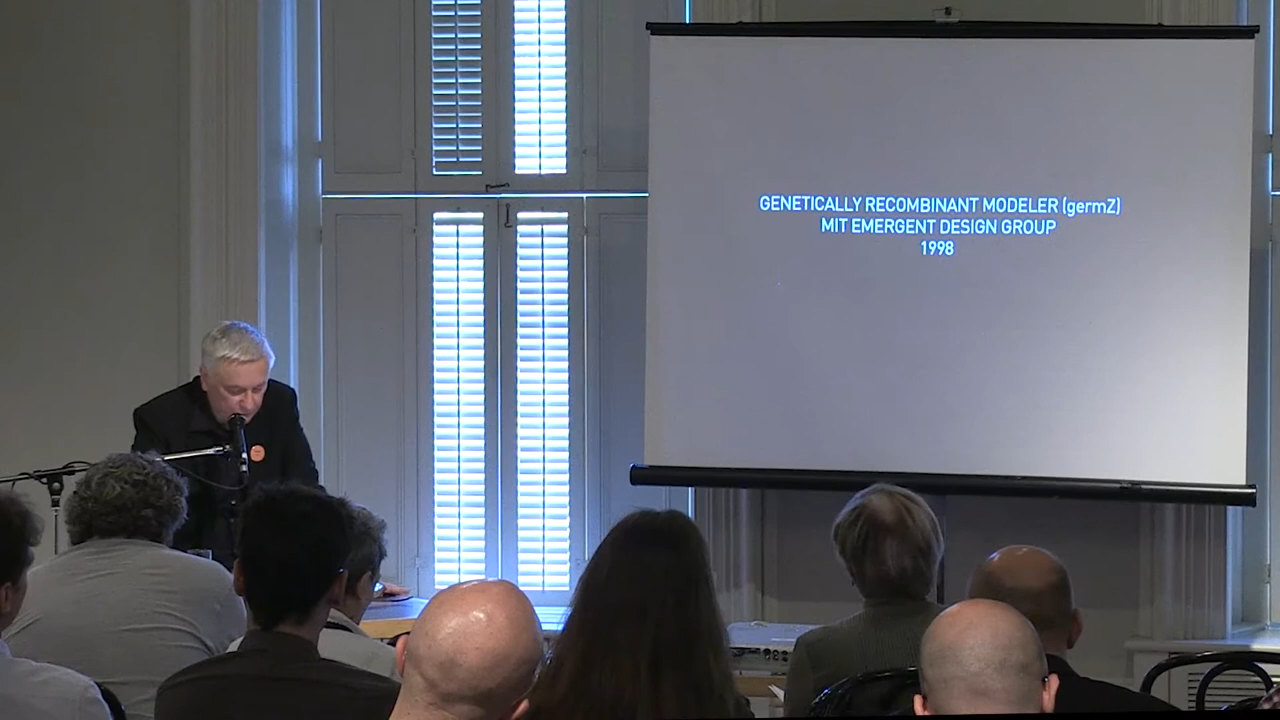 GENETICALLY RECOMBINANT MODELER (germZ)
MIT EMERGENT DESIGN GROUP
1998